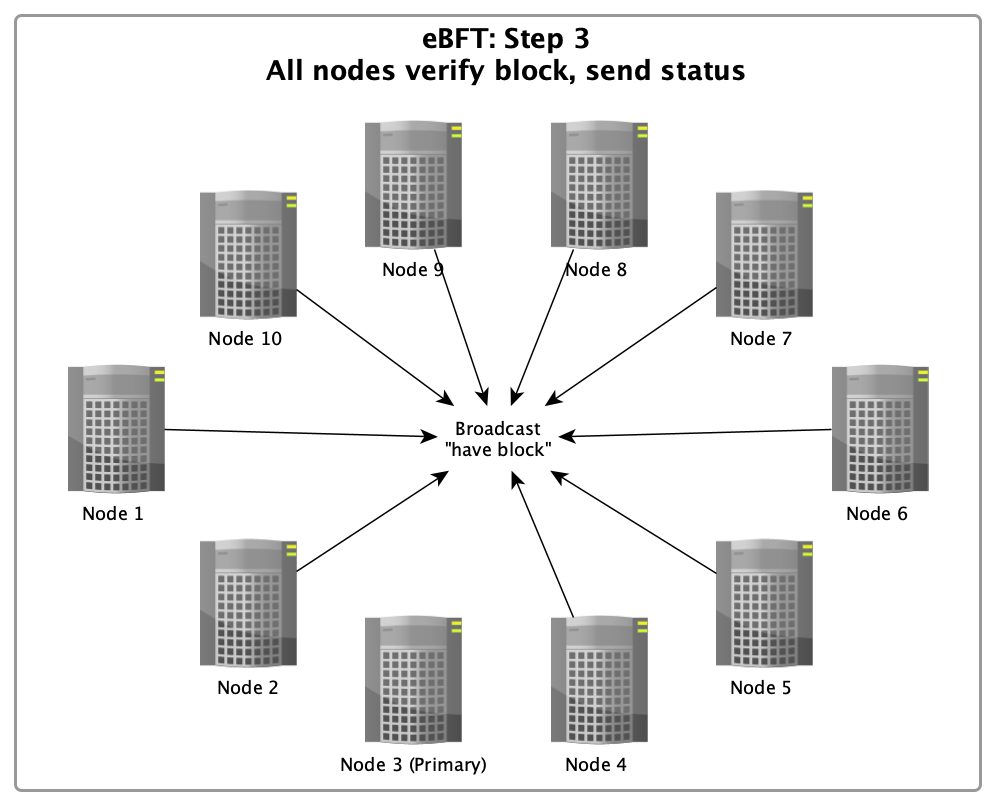 eBFT: Step 3
All nodes verify block, send status
Node 9
Node 8
Node 10
Node 7
Broadcast
"have block"
Node 1
Node 6
Node 2
Node 5
Node 3 (Primary)
Node 4